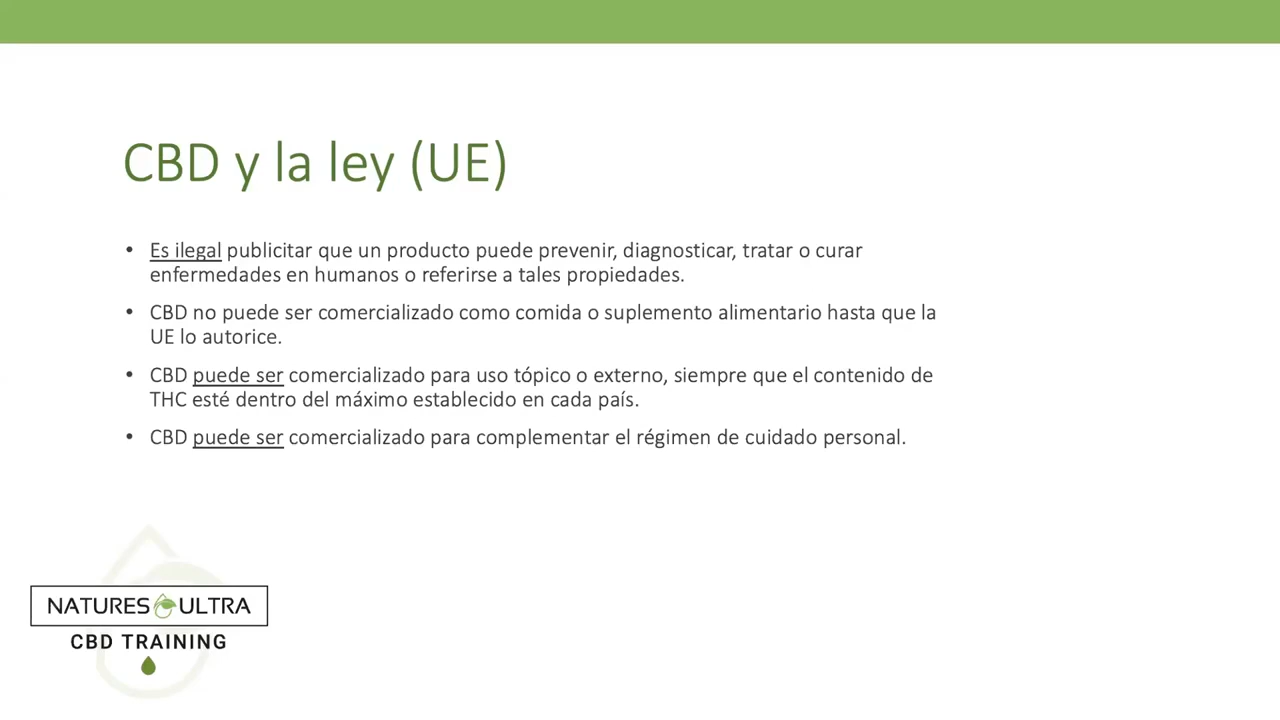 CBD y la ley (UE)
• Es ilegal publicitar que un producto puede prevenir, diagnosticar, tratar o curar
enfermedades en humanos o referirse a tales propiedades.
• CBD no puede ser comercializado como comida o suplemento alimentario hasta que la
UE lo autorice.
• CBD puede ser comercializado para uso tópico o externo, siempre que el contenido de
THC esté dentro del máximo establecido en cada país.
• CBD puede ser comercializado para complementar el régimen de cuidado personal.
NATURES ULTRA
CBD TRAINING